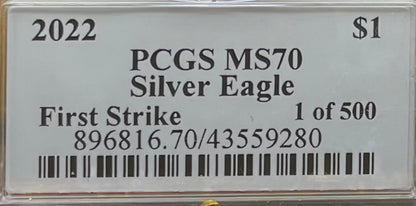 2022 $1
PCGS MS70
Silver Eagle
First Strike 1 of 500
896816.70/43559280